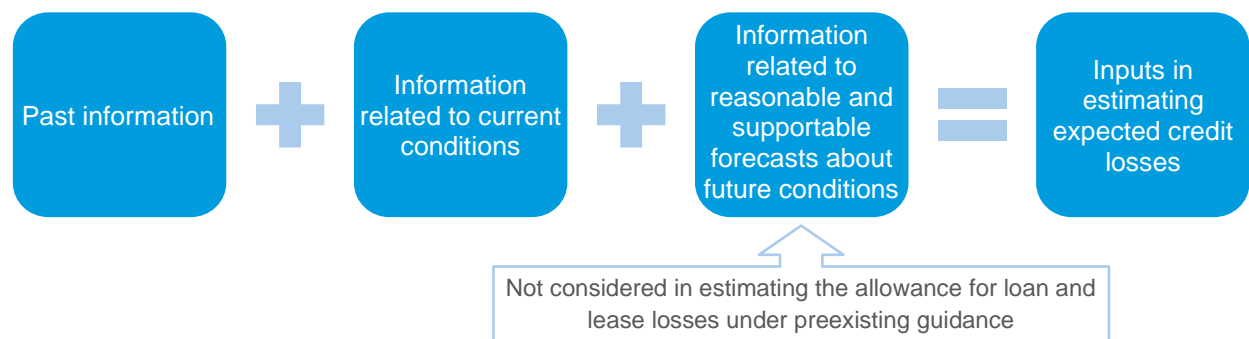 Past information
Information
related to current
conditions
Information
related to
reasonable and
supportable
forecasts about
future conditions
Inputs in
estimating
expected credit
losses
Not considered in estimating the allowance for loan and
lease losses under preexisting guidance